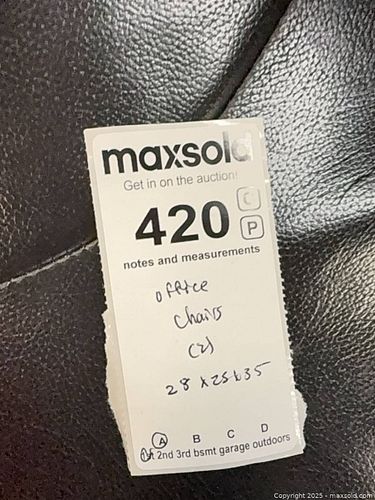 maxsold
Get in on the auction!
C
420
P
notes and measurements
office
chairs
(2)
28 x 25 x 35
A B C D
1st 2nd 3rd bsmt garage outdoors
Copyright 2025 - maxsold.com